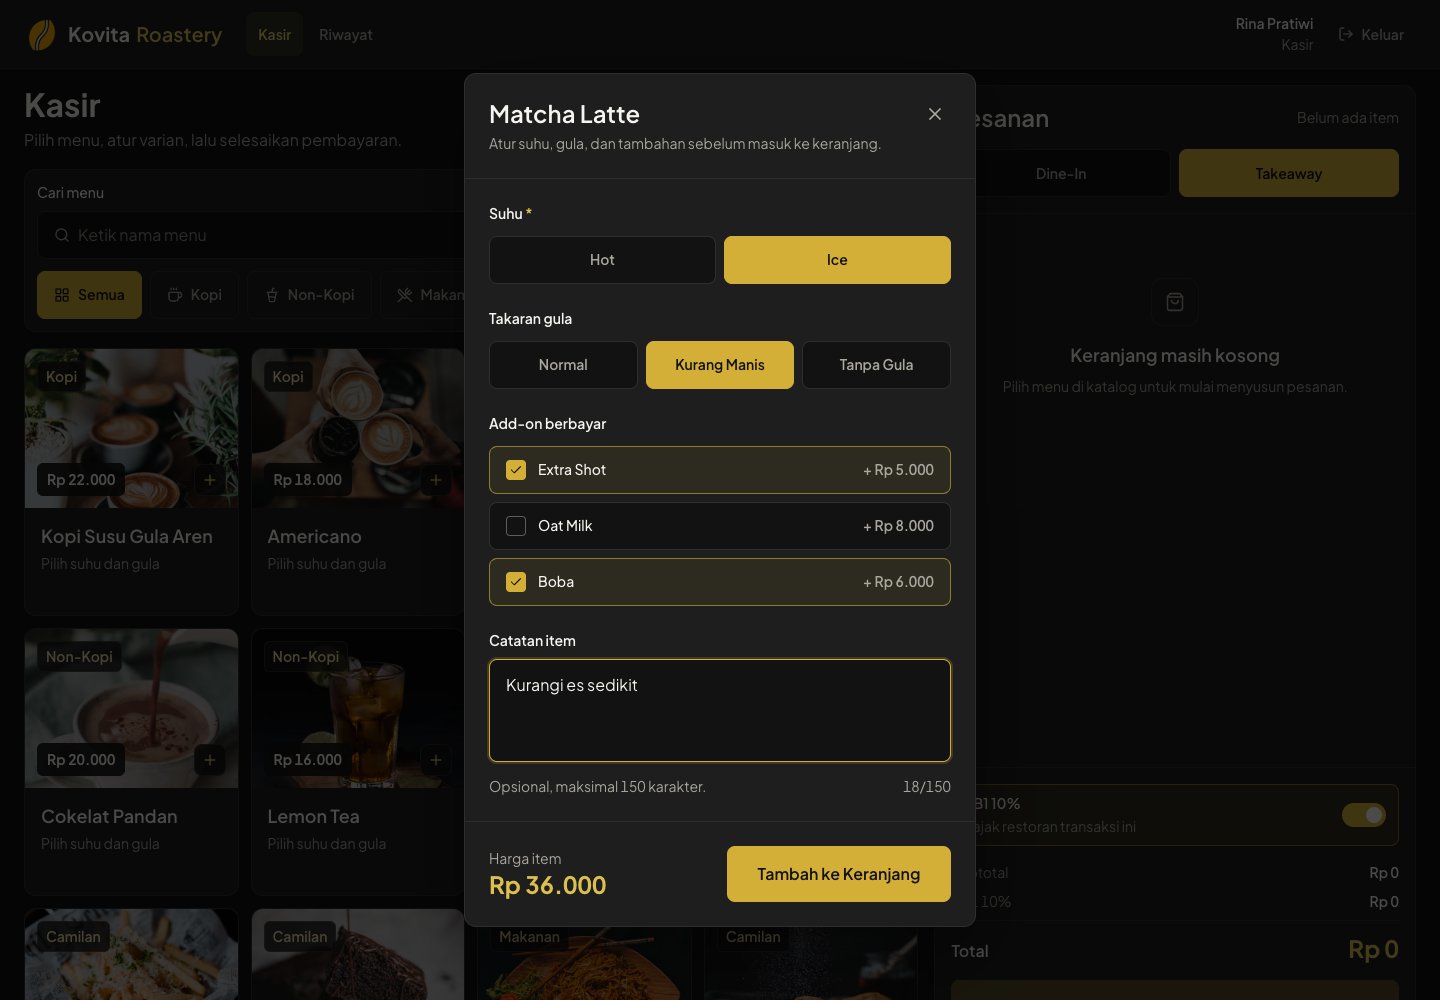 Kovita Roastery
Kasir
Riwayat
Rina Pratiwi
Kasir
Keluar
Kasir
Pilih menu, atur varian, lalu selesaikan pembayaran.
Cari menu
Ketik nama menu
Semua
Kopi
Non-Kopi
Kopi
Rp 22.000
Kopi Susu Gula Aren
Pilih suhu dan gula
Kopi
Rp 18.000
Americano
Pilih suhu dan gula
Non-Kopi
Rp 20.000
Cokelat Pandan
Pilih suhu dan gula
Non-Kopi
Rp 16.000
Lemon Tea
Pilih suhu dan gula
Camilan
Camilan
Makanan
Camilan
Matcha Latte
Atur suhu, gula, dan tambahan sebelum masuk ke keranjang.
Suhu *
Hot
Ice
Takaran gula
Normal
Kurang Manis
Tanpa Gula
Add-on berbayar
Extra Shot
+ Rp 5.000
Oat Milk
+ Rp 8.000
Boba
+ Rp 6.000
Catatan item
Kurangi es sedikit
Opsional, maksimal 150 karakter.
18/150
Harga item
Rp 36.000
Tambah ke Keranjang
Belum ada item
Dine-In
Takeaway
Keranjang masih kosong
Pilih menu di katalog untuk mulai menyusun pesanan.
10%
restoran transaksi ini
Rp 0
10%
Rp 0
Total
Rp 0